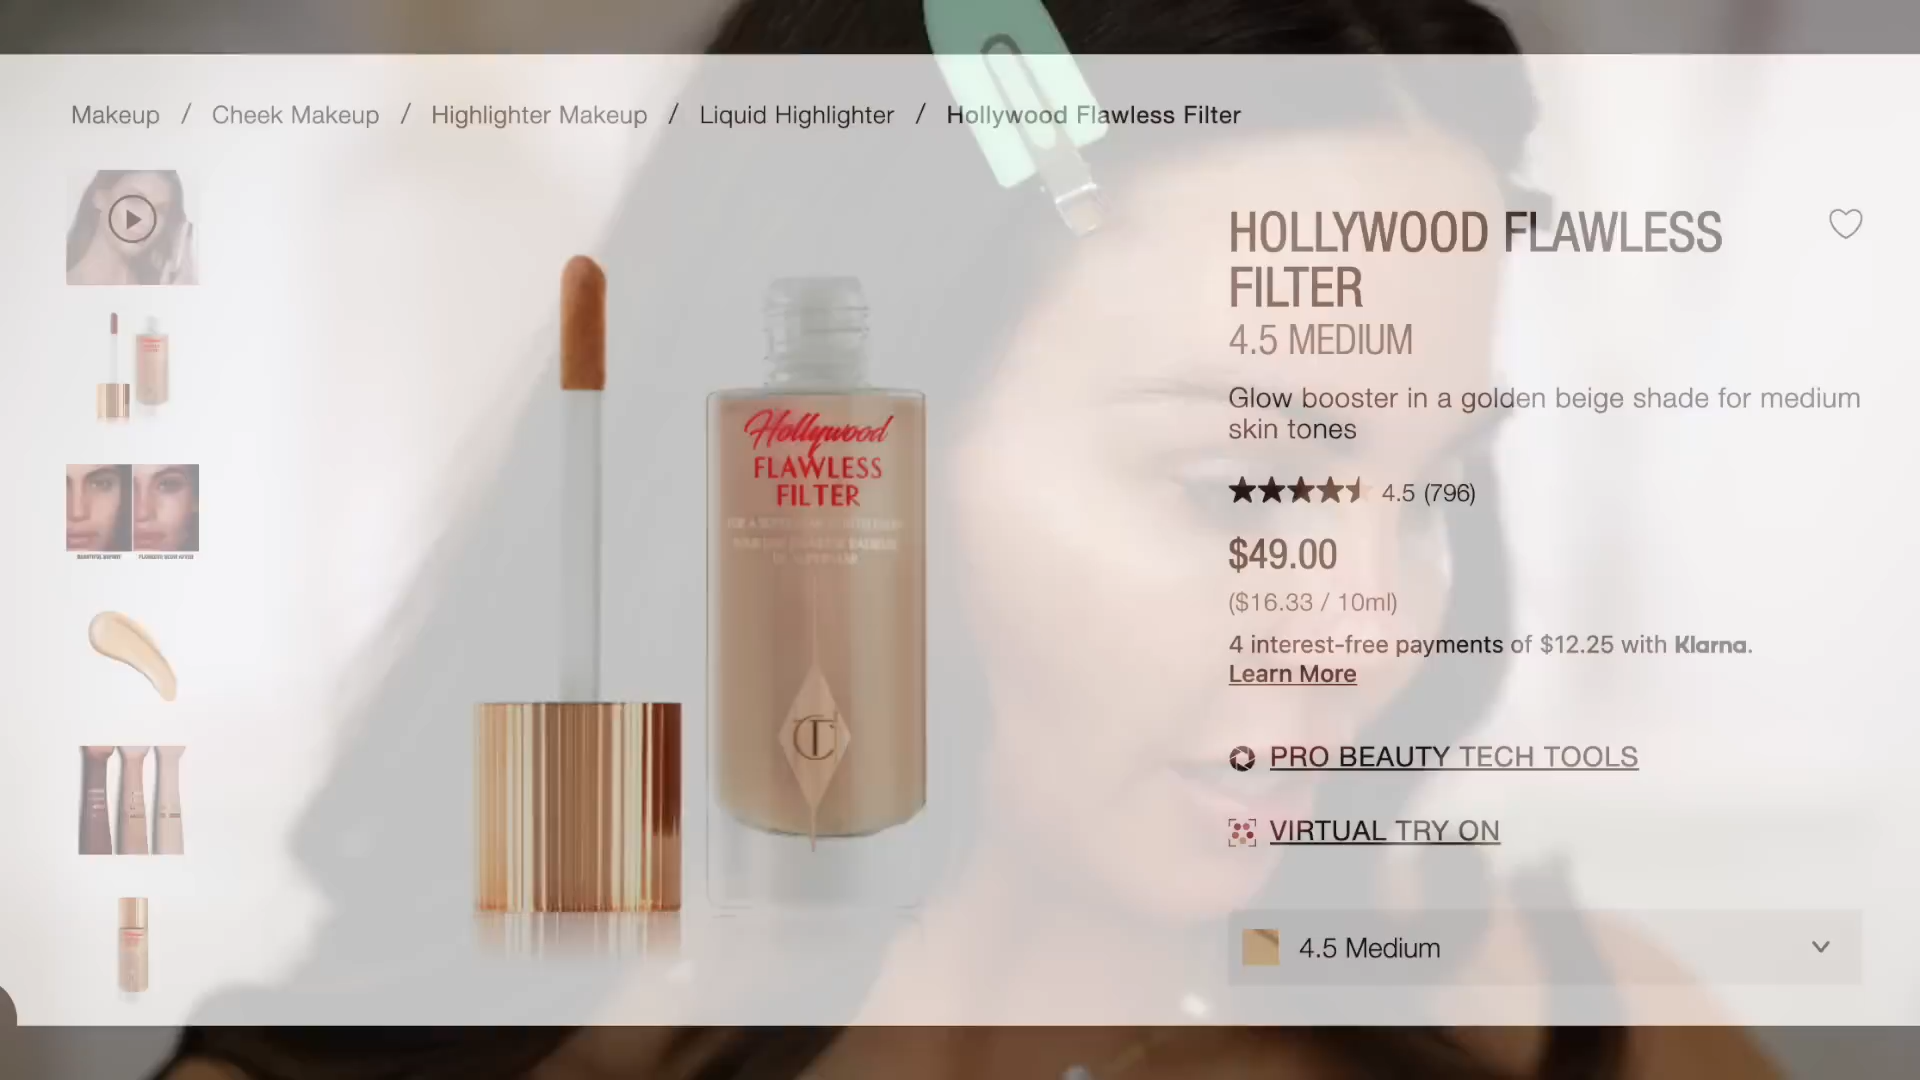 Makeup / Cheek Makeup / Highlighter Makeup / Liquid Highlighter / Hollywood Flawless Filter
HOLLYWOOD FLAWLESS
FILTER
4.5 MEDIUM
Glow booster in a golden beige shade for medium
skin tones
4.5 (796)
$49.00
($16.33 / 10ml)
4 interest-free payments of $12.25 with Klarna.
Learn More
PRO BEAUTY TECH TOOLS
VIRTUAL TRY ON
4.5 Medium
Hollywood
FLAWLESS
FILTER